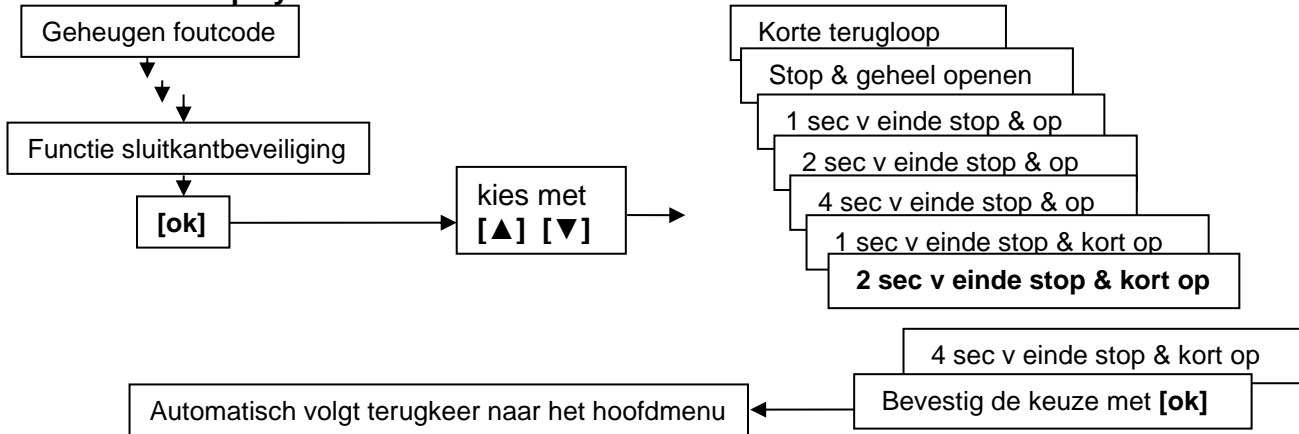 Geheugen foutcode
Functie sluitkantbeveiliging
[ok]
kies met
[▲] [▼]
Korte terugloop
Stop & geheel openen
1 sec v einde stop & op
2 sec v einde stop & op
4 sec v einde stop & op
1 sec v einde stop & kort op
2 sec v einde stop & kort op
4 sec v einde stop & kort op
Bevestig de keuze met [ok]
Automatisch volgt terugkeer naar het hoofdmenu